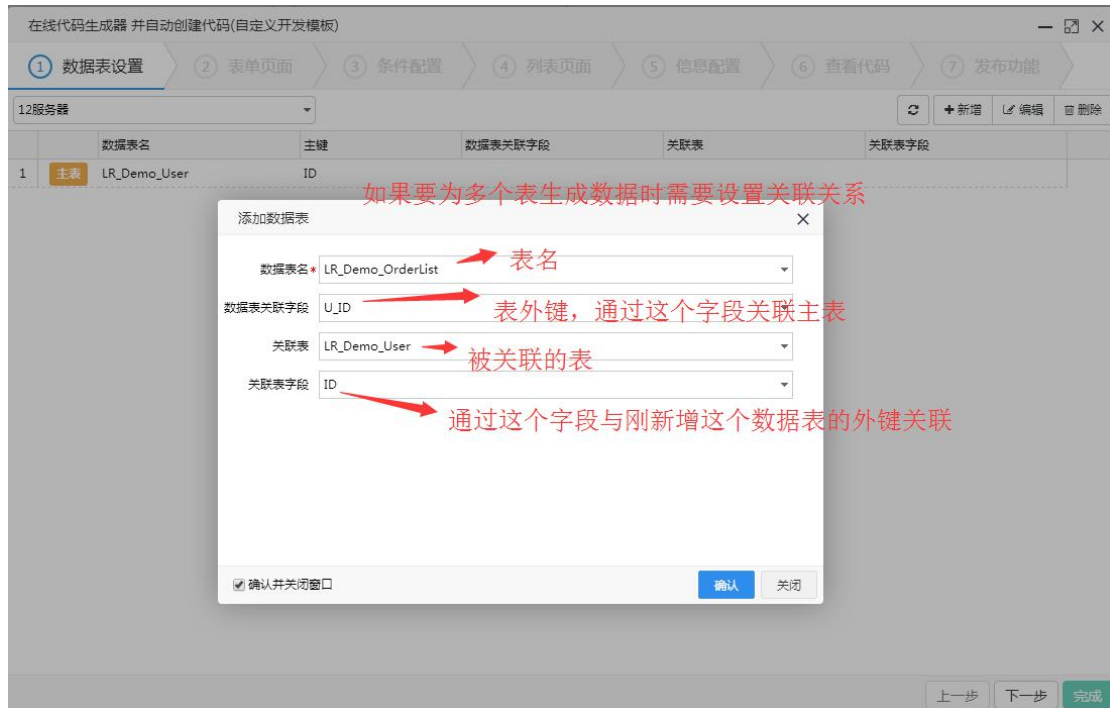 在线代码生成器 并自动创建代码(自定义开发模板)
1 数据表设置 2 表单页面 3 条件配置 4 列表页面 5 信息配置 6 查看代码 7 发布功能
12服务器 新增 编辑 删除
数据表名 主键 数据表关联字段 关联表 关联表字段
1 主表 LR_Demo_User ID
如果要为多个表生成数据时需要设置关联关系
添加数据表
数据表名* LR_Demo_OrderList 表名
数据表关联字段 U_ID 表外键，通过这个字段关联主表
关联表 LR_Demo_User 被关联的表
关联表字段 ID
通过这个字段与刚新增这个数据表的外键关联
确认并关闭窗口 确认 关闭
上一步 下一步 完成